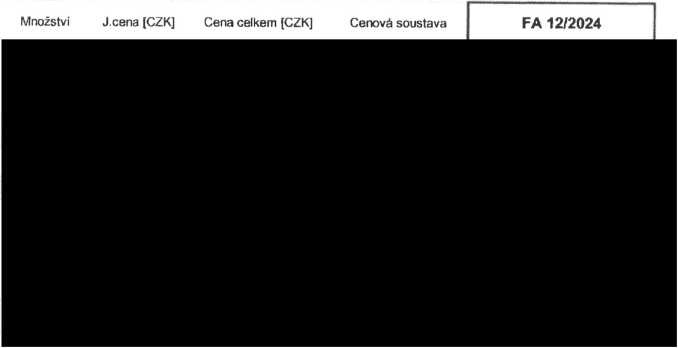 Množství J.cena [CZK] Cena celkem [CZK] Cenová soustava FA 12/2024